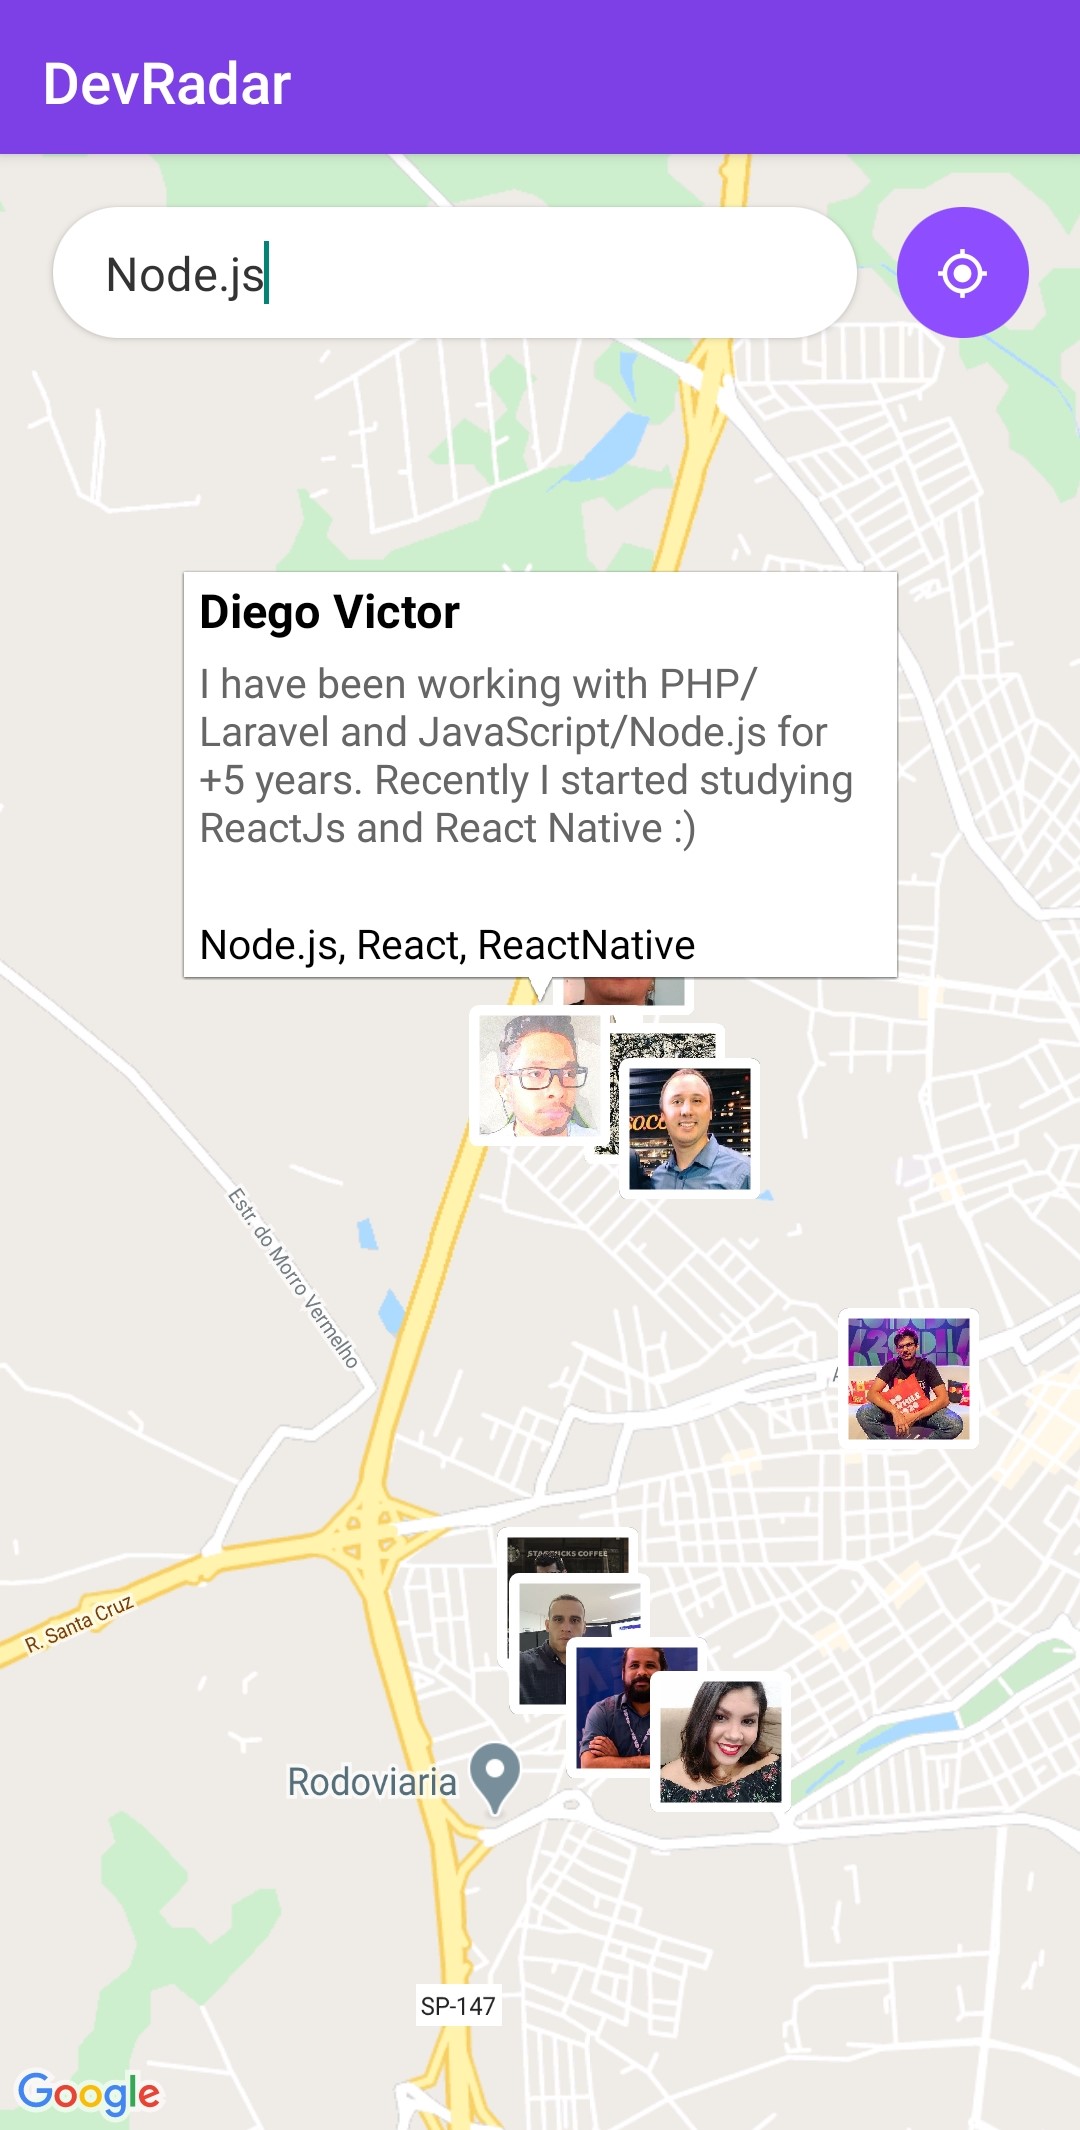 DevRadar
Node.js
Diego Victor
I have been working with PHP/
Laravel and JavaScript/Node.js for
+5 years. Recently I started studying
ReactJs and React Native :)
Node.js, React, ReactNative
Estr. do Morro Vermelho
STARBUCKS COFFEE
R. Santa Cruz
Rodoviaria
SP-147
Google